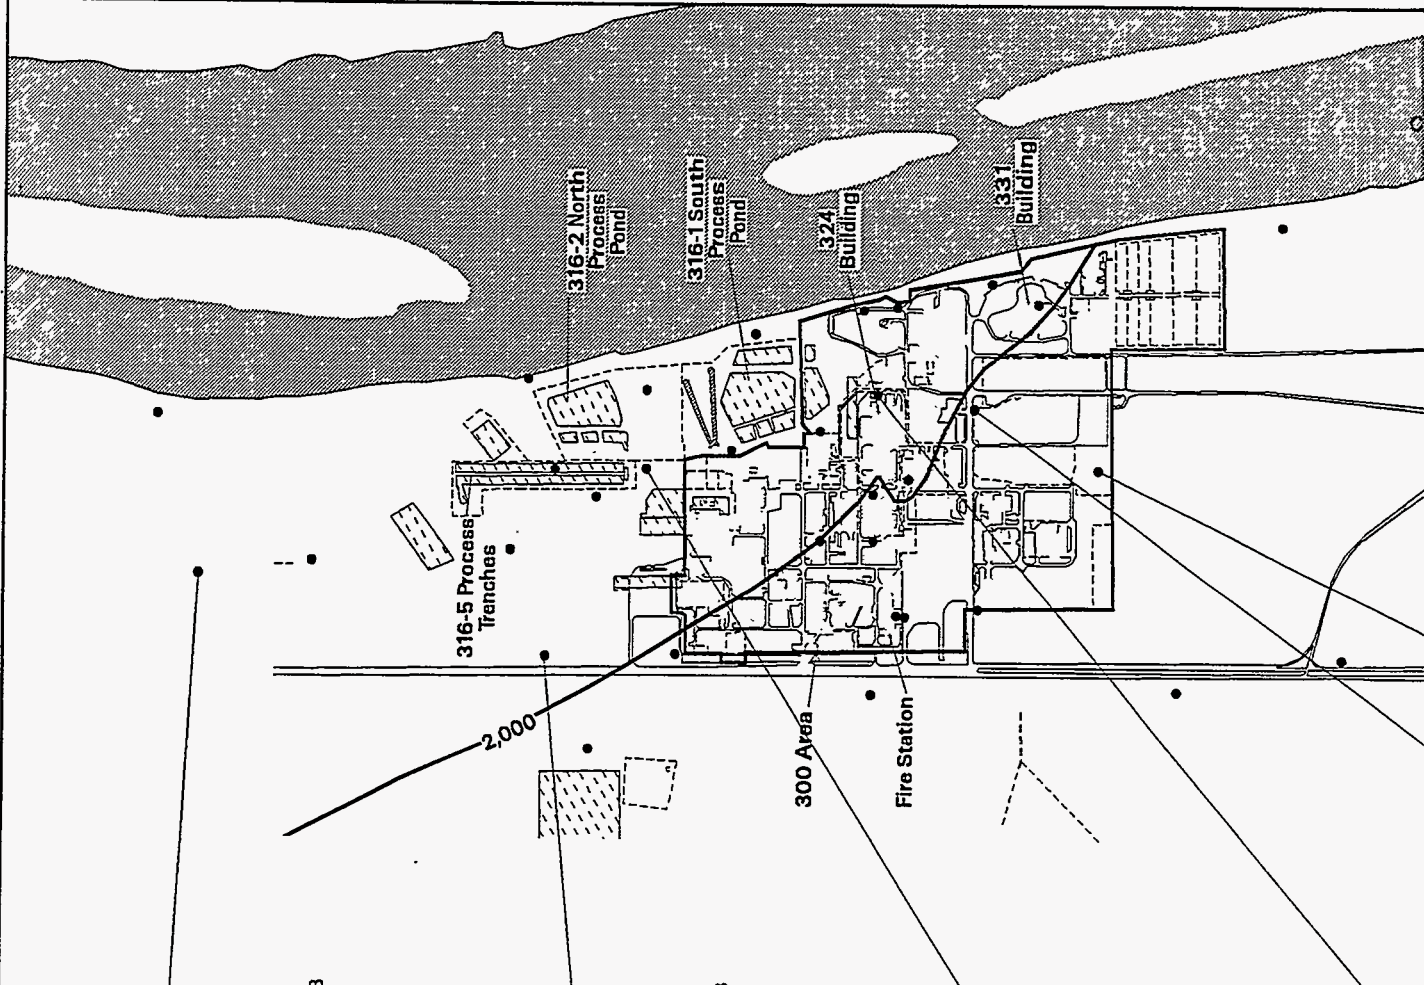 316-2 North
Process
Pond
316-1 South
Process
Pond
324
Building
331
Building
316-5 Process
Trenches
2,000
300 Area
Fire Station